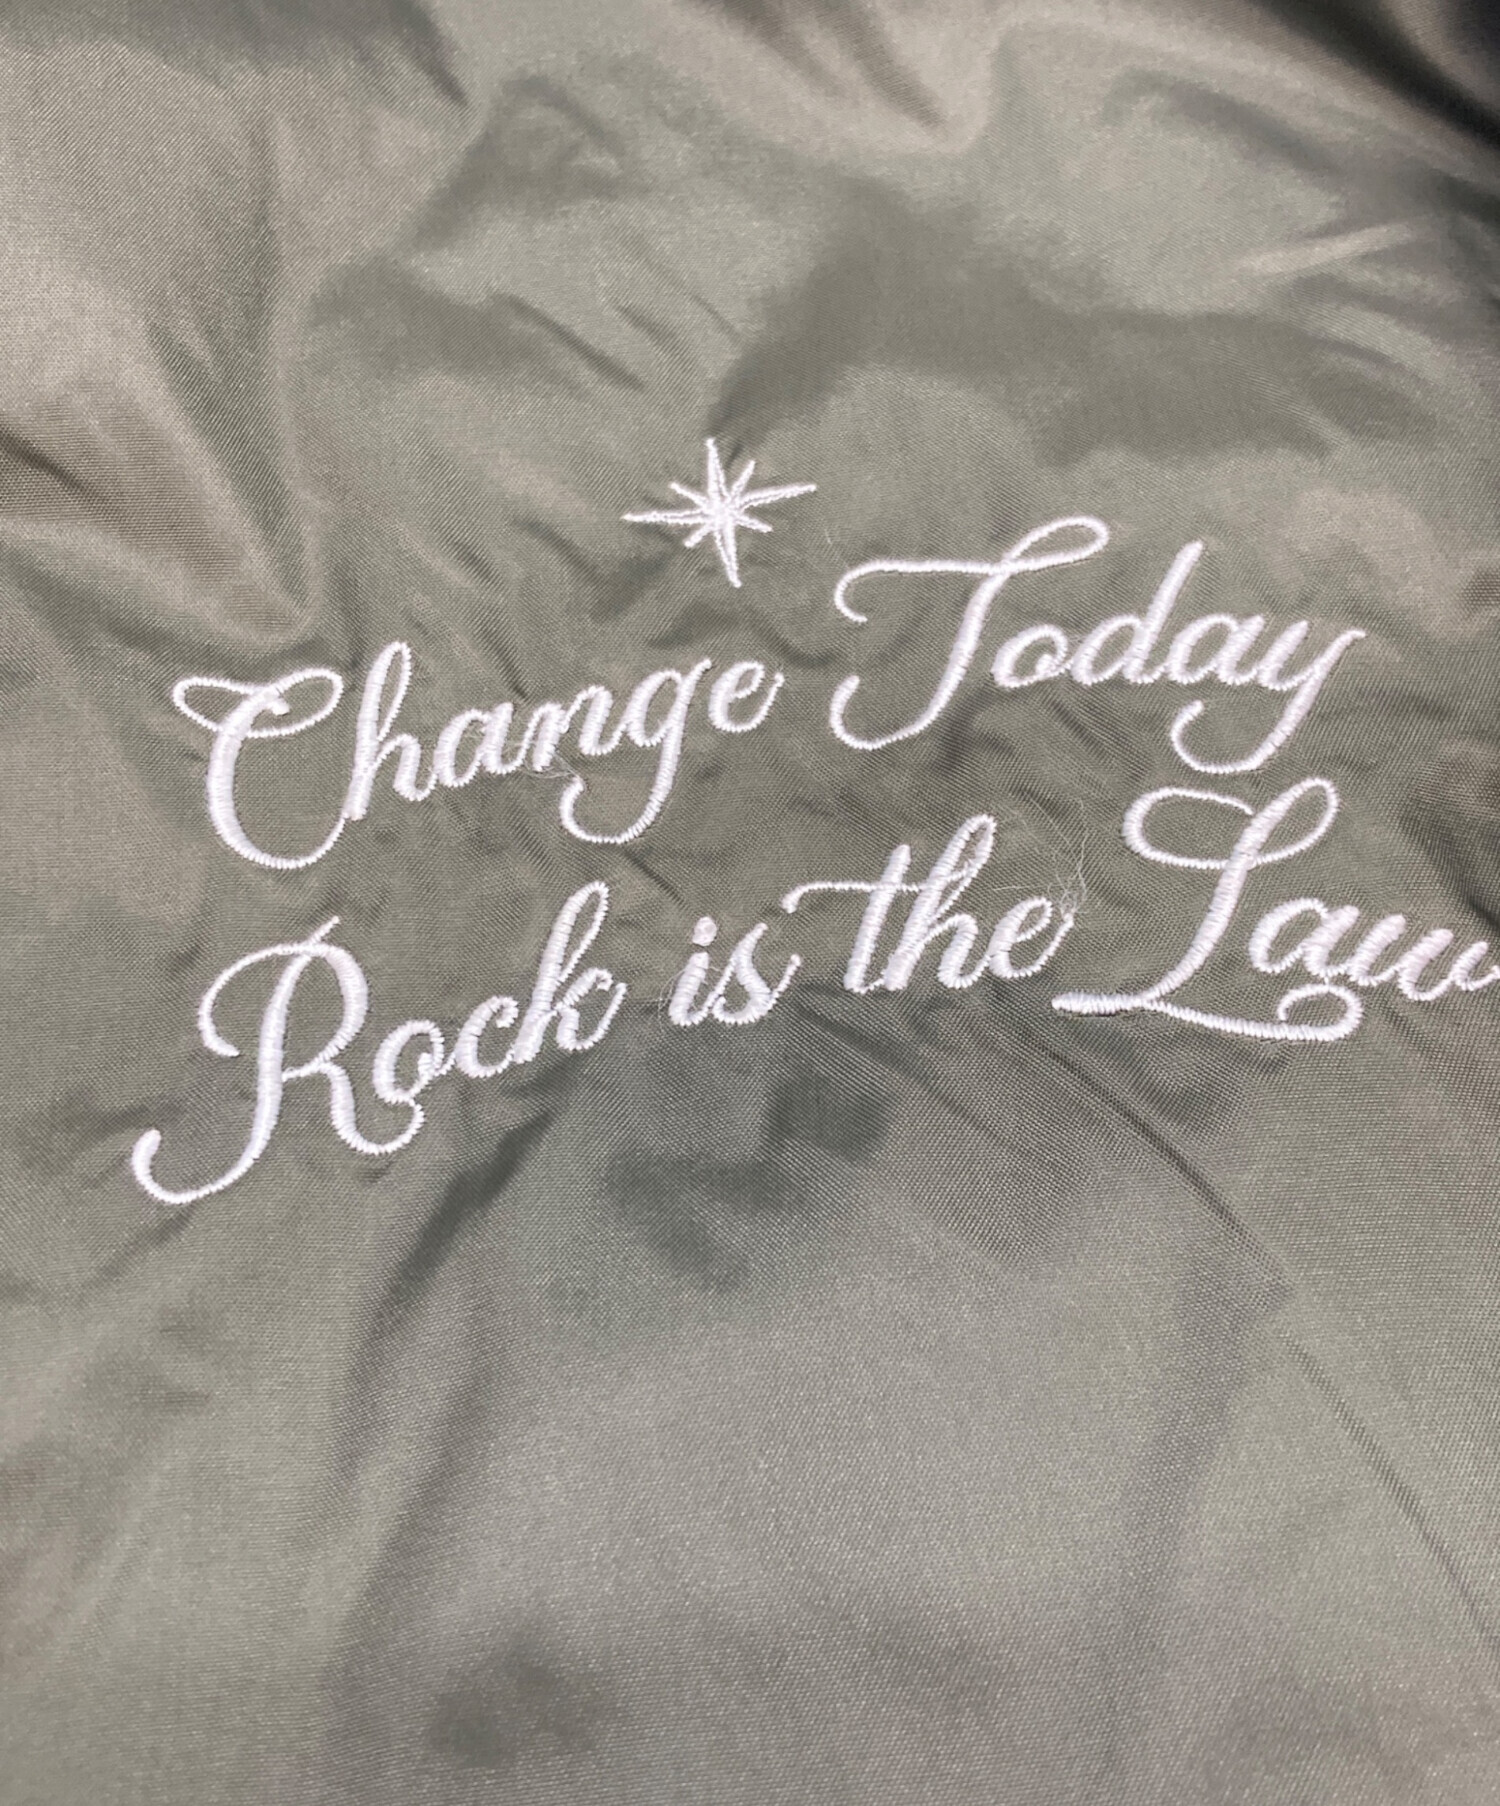 Change Today
Rock is the Law